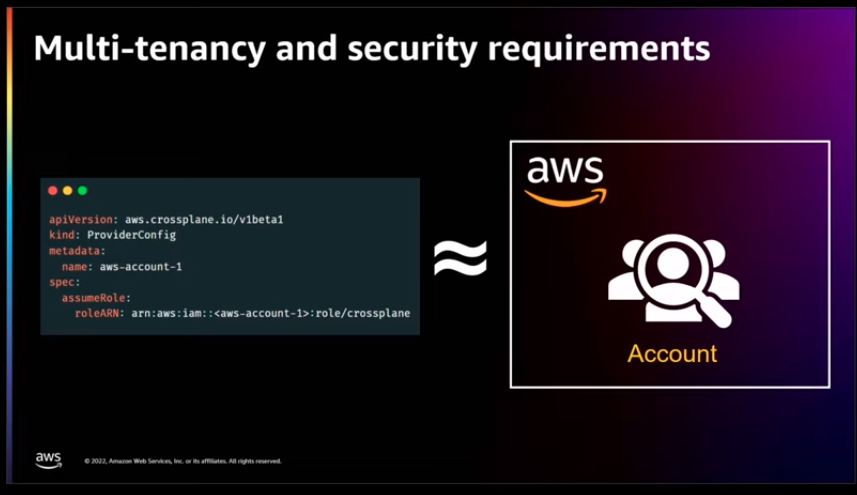 Multi-tenancy and security requirements
apiVersion: aws.crossplane.io/v1beta1
kind: ProviderConfig
metadata:
  name: aws-account-1
spec:
  assumeRole:
    roleARN: arn:aws:iam::<aws-account-1>:role/crossplane
≈
aws
Account
aws
© 2022, Amazon Web Services, Inc. or its affiliates. All rights reserved.